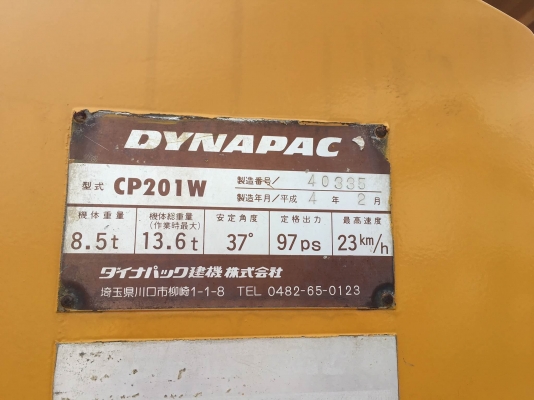 DYNAPAC
型式 CP201W 製造番号/ 40335
製造年月/平成 4 年 2 月
機体重量 機体総重量(作業時最大) 安定角度 定格出力 最高速度
8.5t 13.6t 37° 97ps 23km/h
ダイナパック建機株式会社
埼玉県川口市柳崎1-1-8 TEL 0482-65-0123